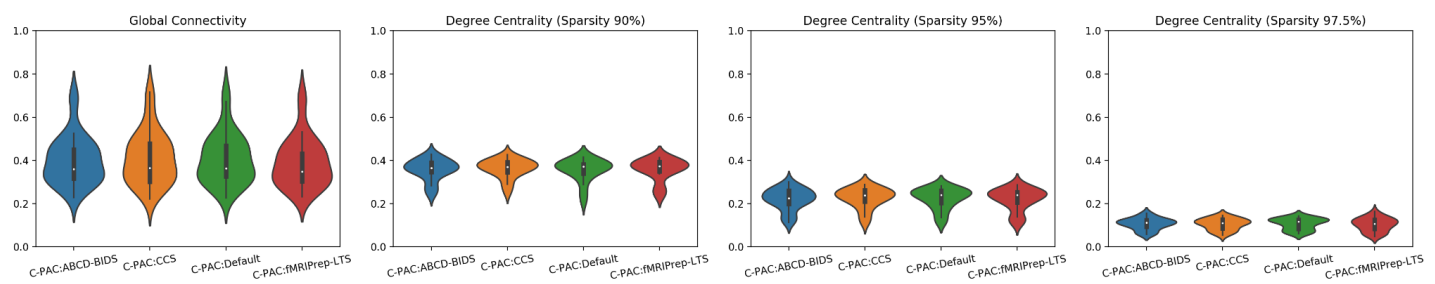 Global Connectivity
1.0
0.8
0.6
0.4
0.2
0.0
C-PAC:ABCD-BIDS
C-PAC:CCS
C-PAC:Default
C-PAC:fMRIPrep-LTS
Degree Centrality (Sparsity 90%)
1.0
0.8
0.6
0.4
0.2
0.0
C-PAC:ABCD-BIDS
C-PAC:CCS
C-PAC:Default
C-PAC:fMRIPrep-LTS
Degree Centrality (Sparsity 95%)
1.0
0.8
0.6
0.4
0.2
0.0
C-PAC:ABCD-BIDS
C-PAC:CCS
C-PAC:Default
C-PAC:fMRIPrep-LTS
Degree Centrality (Sparsity 97.5%)
1.0
0.8
0.6
0.4
0.2
0.0
C-PAC:ABCD-BIDS
C-PAC:CCS
C-PAC:Default
C-PAC:fMRIPrep-LTS